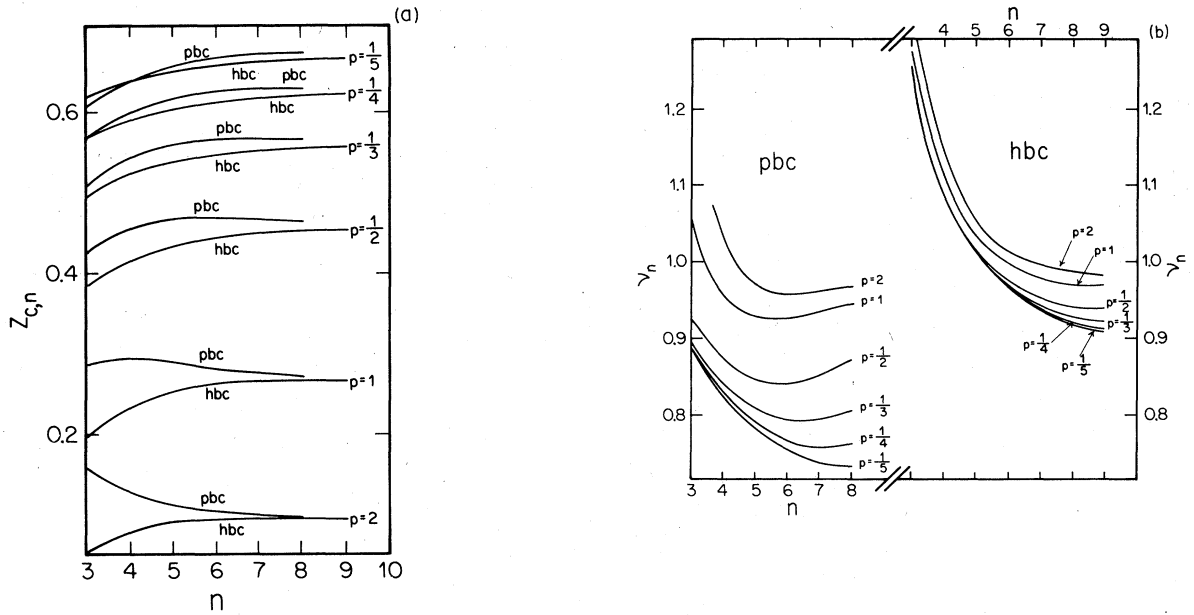 (a)
pbc
p=1/5
hbc
pbc
p=1/4
hbc
0.6
pbc
p=1/3
hbc
pbc
p=1/2
hbc
0.4
Zc,n
pbc
p=1
hbc
0.2
pbc
p=2
hbc
3 4 5 6 7 8 9 10
n
n
4 5 6 7 8 9
(b)
1.2
1.2
pbc
hbc
1.1
1.1
p=2
p=1
1.0
1.0
νn
νn
p=2
p=1
p=1/2
p=1/3
p=1/4
p=1/5
0.9
0.9
p=1/2
p=1/3
0.8
0.8
p=1/4
p=1/5
3 4 5 6 7 8
n